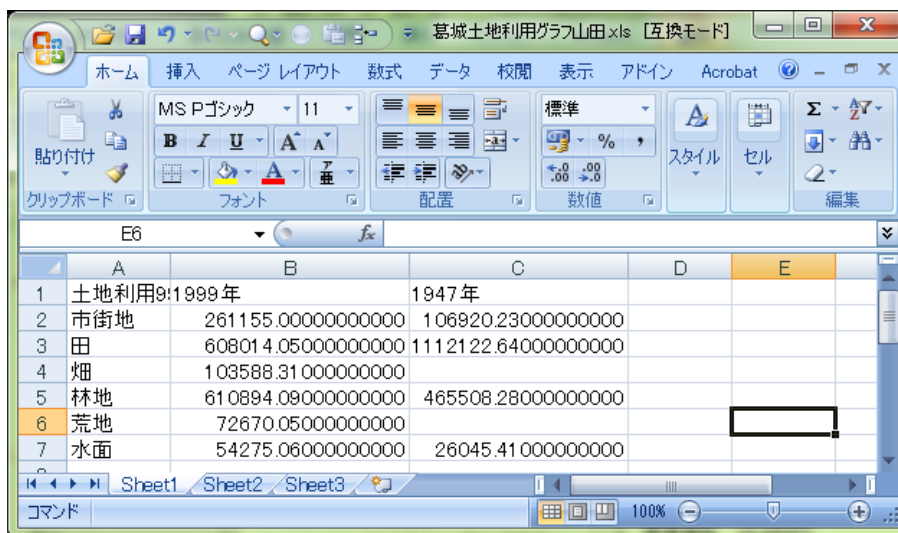 葛城土地利用グラフ山田.xls [互換モード]
ホーム 挿入 ページ レイアウト 数式 データ 校閲 表示 アドイン Acrobat
MS Pゴシック 11 標準
B I U A A % , Σ
貼り付け A ア亜 .00 .0 スタイル セル
クリップボード フォント 配置 数値 編集
E6 fx
A B C D E
1 土地利用9 1999年 1947年
2 市街地 261155.00000000000 106920.23000000000
3 田 608014.05000000000 1112122.64000000000
4 畑 103588.31000000000
5 林地 610894.09000000000 465508.28000000000
6 荒地 72670.05000000000
7 水面 54275.06000000000 26045.41000000000
Sheet1 Sheet2 Sheet3
コマンド 100%